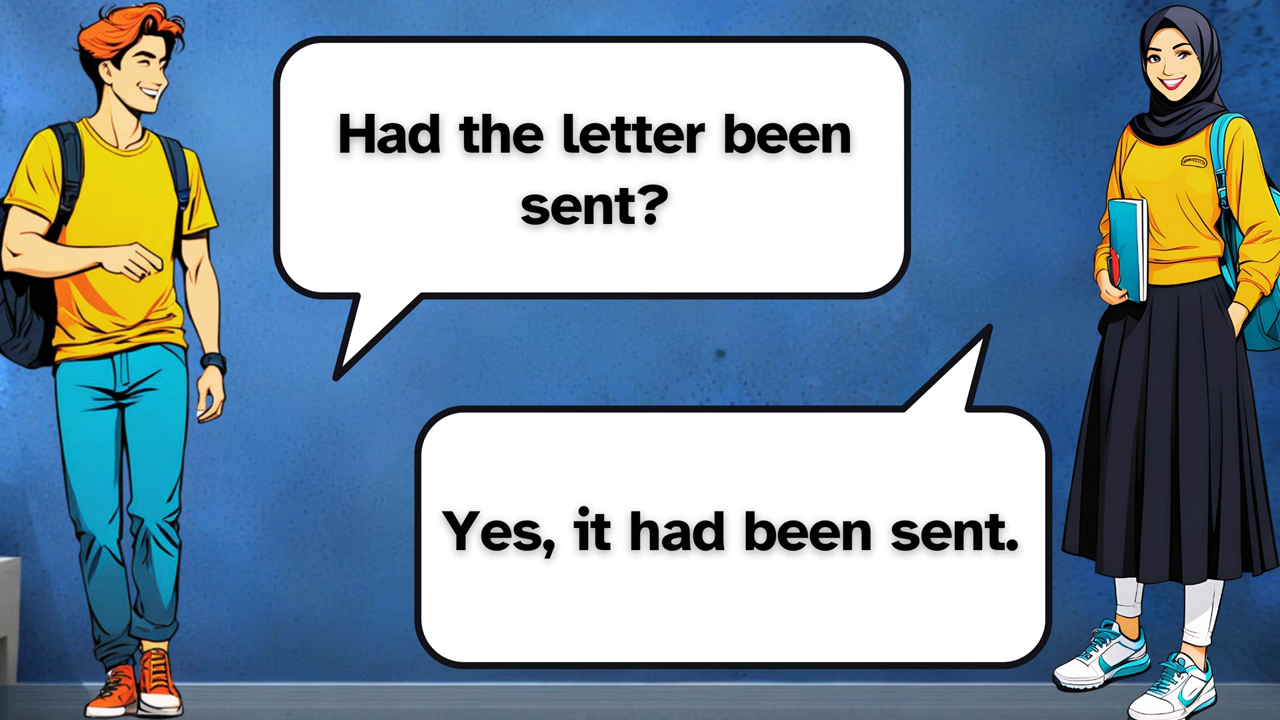 Had the letter been
sent?
Yes, it had been sent.